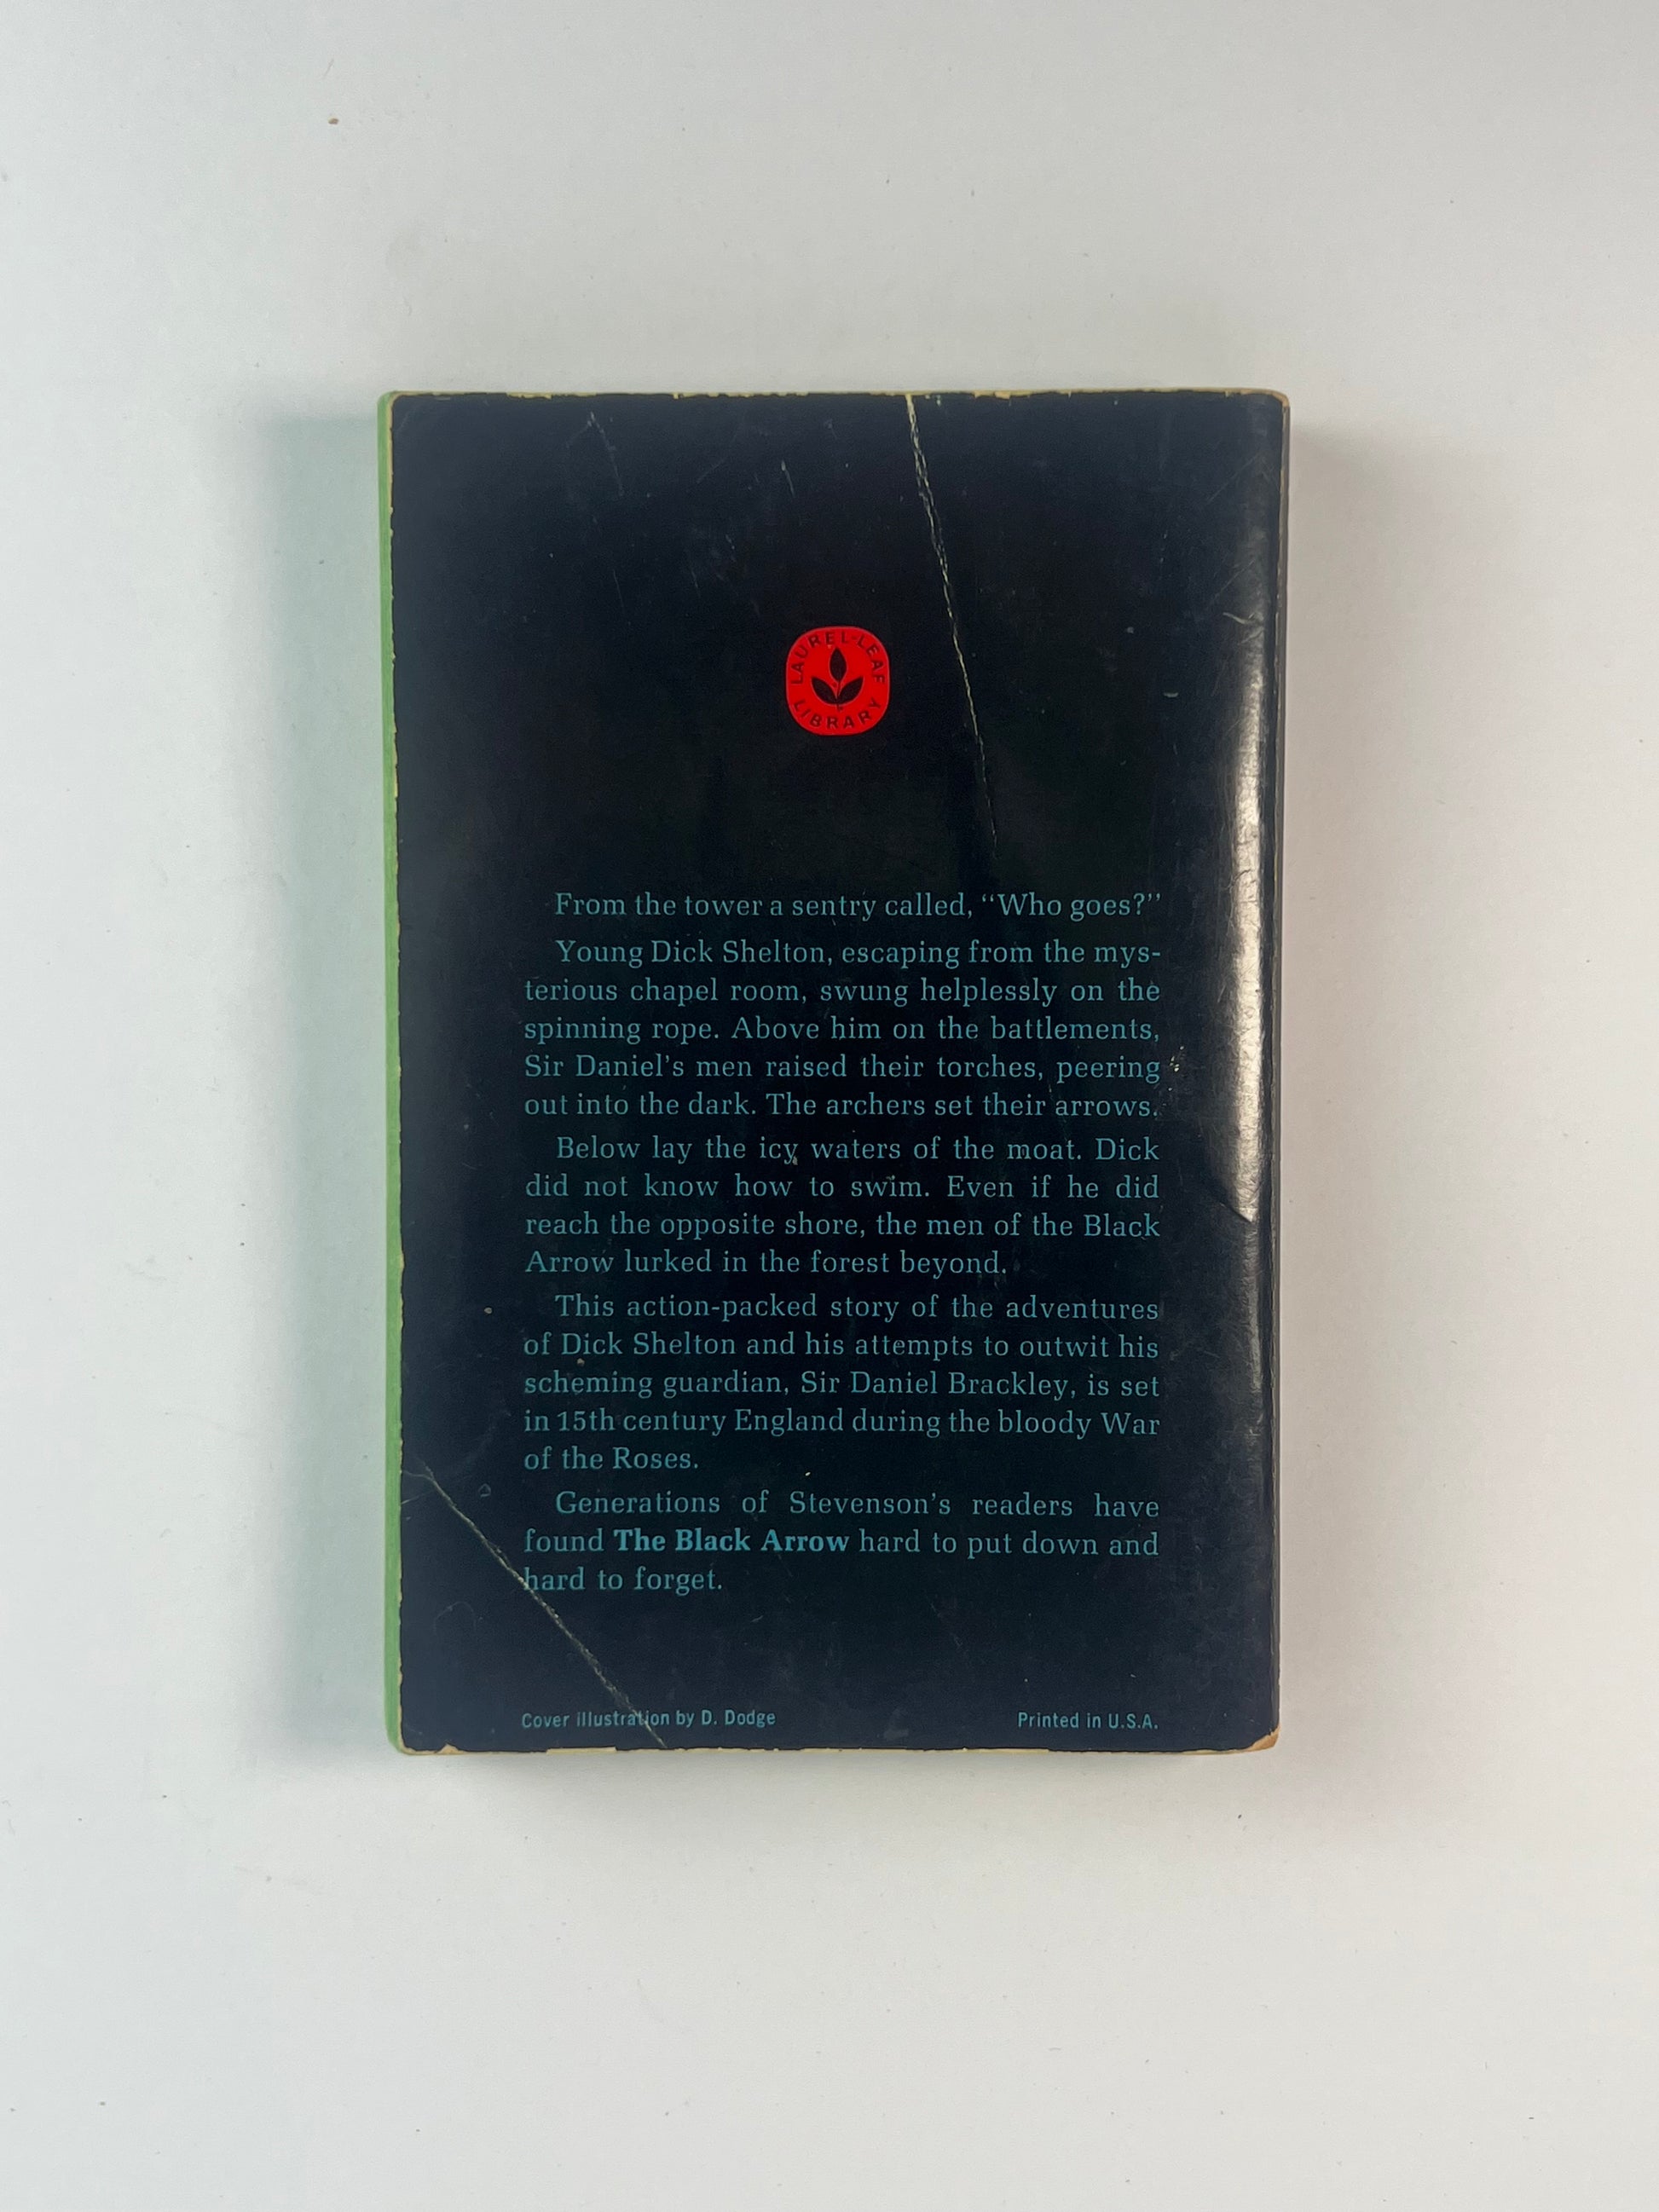 LAUREL-LEAF
LIBRARY
From the tower a sentry called, “Who goes?”
Young Dick Shelton, escaping from the mys-
terious chapel room, swung helplessly on the
spinning rope. Above him on the battlements,
Sir Daniel’s men raised their torches, peering
out into the dark. The archers set their arrows.
Below lay the icy waters of the moat. Dick
did not know how to swim. Even if he did
reach the opposite shore, the men of the Black
Arrow lurked in the forest beyond.
This action-packed story of the adventures
of Dick Shelton and his attempts to outwit his
scheming guardian, Sir Daniel Brackley, is set
in 15th century England during the bloody War
of the Roses.
Generations of Stevenson’s readers have
found The Black Arrow hard to put down and
hard to forget.
Cover illustration by D. Dodge
Printed in U.S.A.